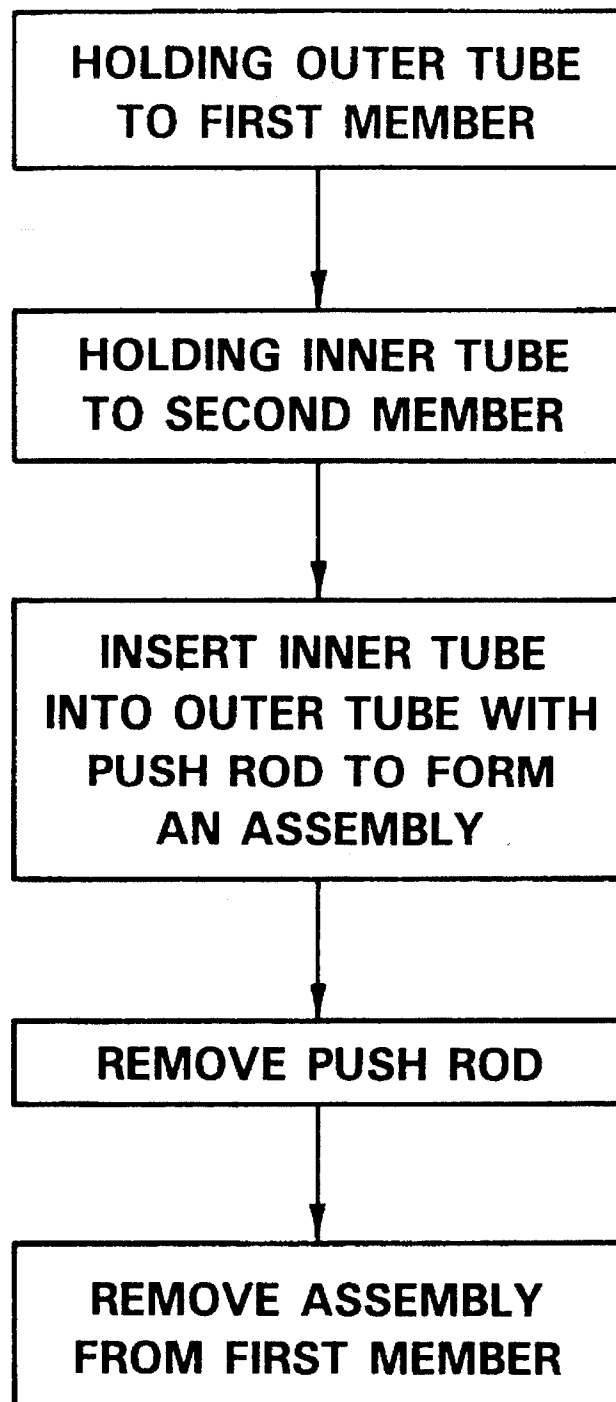 HOLDING OUTER TUBE
TO FIRST MEMBER
HOLDING INNER TUBE
TO SECOND MEMBER
INSERT INNER TUBE
INTO OUTER TUBE WITH
PUSH ROD TO FORM
AN ASSEMBLY
REMOVE PUSH ROD
REMOVE ASSEMBLY
FROM FIRST MEMBER